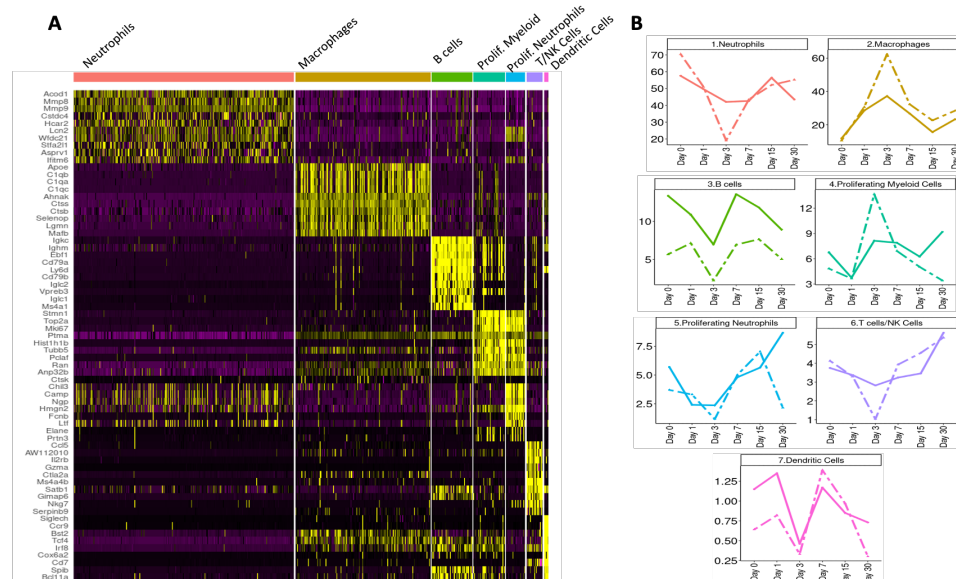 A
B
Neutrophils
Macrophages
B cells
Prolif. Myeloid
Prolif. Neutrophils
T/NK Cells
Dendritic Cells
Acod1
Mmp8
Mmp9
Cstdc4
Hcar2
Lcn2
Wfdc21
Stfa2l1
Asprv1
Ifitm6
Apoe
C1qb
C1qa
C1qc
Ahnak
Ctss
Ctsb
Selenop
Lgmn
Mafb
Igkc
Ighm
Ebf1
Cd79a
Ly6d
Cd79b
Iglc2
Vpreb3
Iglc1
Ms4a1
Stmn1
Top2a
Mki67
Ptma
Hist1h1b
Tubb5
Pclaf
Ran
Anp32b
Ctsk
Chil3
Camp
Ngp
Hmgn2
Fcnb
Ltf
Elane
Prtn3
Ccl5
AW112010
Il2rb
Gzma
Ctla2a
Ms4a4b
Satb1
Gimap6
Nkg7
Serpinb9
Siglech
Ccr9
Bst2
Tcf4
Irf8
Cox6a2
Cd7
Spib
Bcl11a
1.Neutrophils
70
60
50
40
30
20
Day 0
Day 1
Day 3
Day 7
Day 15
Day 30
2.Macrophages
60
40
20
Day 0
Day 1
Day 3
Day 7
Day 15
Day 30
3.B cells
10
5
Day 0
Day 1
Day 3
Day 7
Day 15
Day 30
4.Proliferating Myeloid Cells
12
9
6
3
Day 0
Day 1
Day 3
Day 7
Day 15
Day 30
5.Proliferating Neutrophils
7.5
5.0
2.5
Day 0
Day 1
Day 3
Day 7
Day 15
Day 30
6.T cells/NK Cells
5
4
3
2
1
Day 0
Day 1
Day 3
Day 7
Day 15
Day 30
7.Dendritic Cells
1.25
1.00
0.75
0.50
0.25
Day 0
Day 1
Day 3
Day 7
Day 15
Day 30